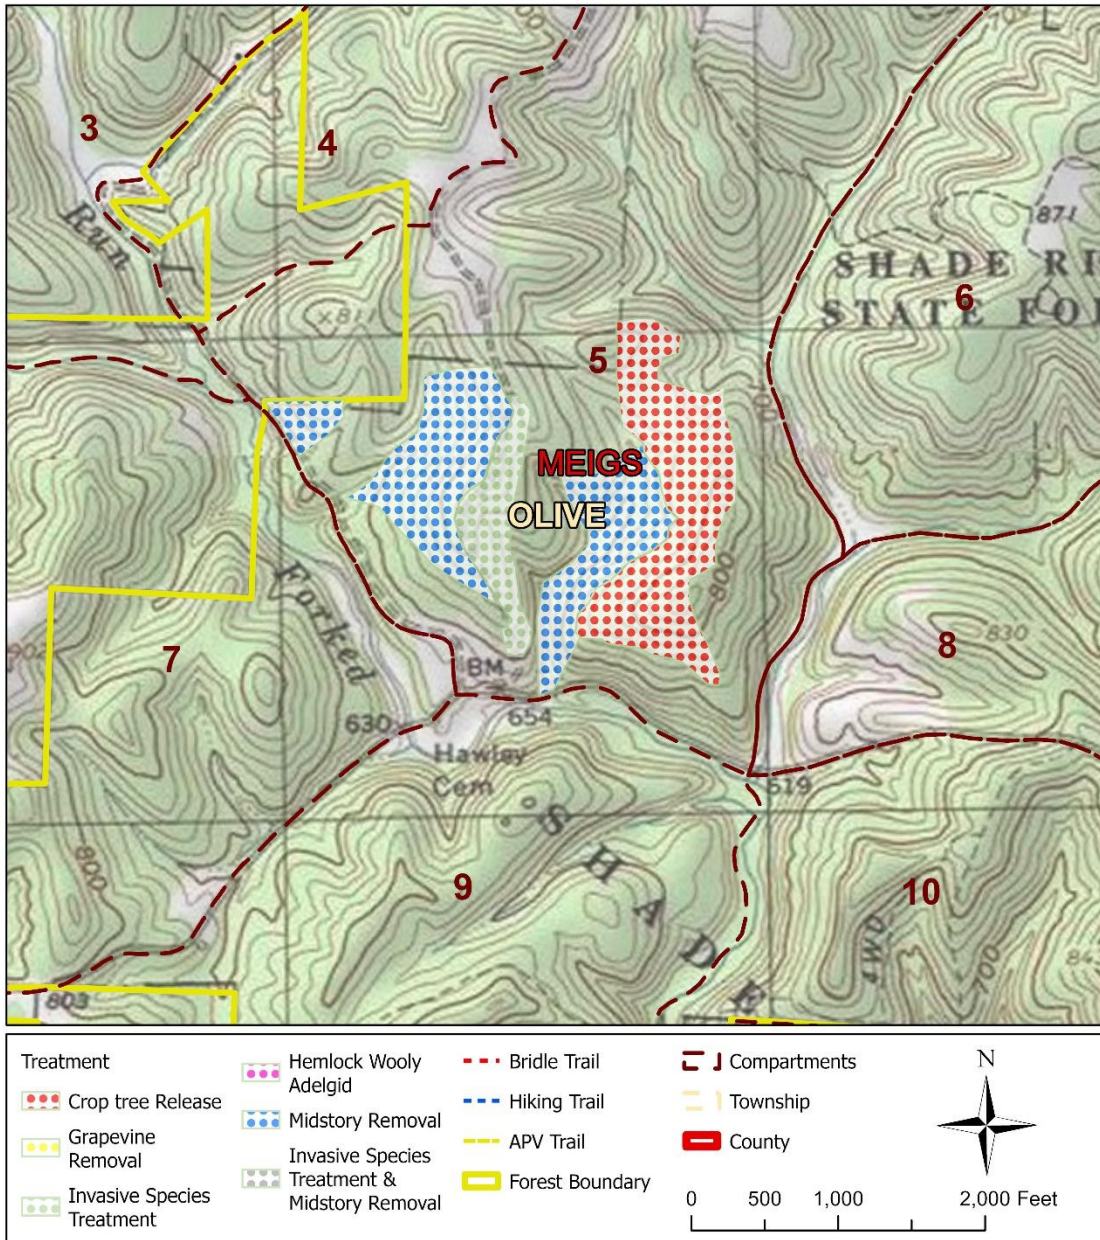 800
700
L
3
4
Run
871
SHADE RI
6
STATE FO
5
MEIGS
OLIVE
800
Forked
7
8
830
902
BM
630
654
Hawley
Cem
619
S
H
A
D
E
800
9
10
700
803
Treatment
Crop tree Release
Grapevine
Removal
Invasive Species
Treatment
Hemlock Wooly
Adelgid
Midstory Removal
Invasive Species
Treatment &
Midstory Removal
Bridle Trail
Hiking Trail
APV Trail
Forest Boundary
Compartments
Township
County
N
0 500 1,000 2,000 Feet